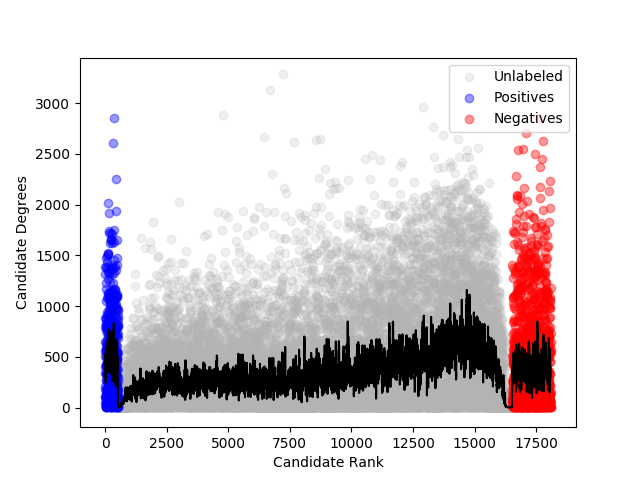 Unlabeled
Positives
Negatives
3000
2500
2000
1500
1000
500
0
Candidate Degrees
0 2500 5000 7500 10000 12500 15000 17500
Candidate Rank